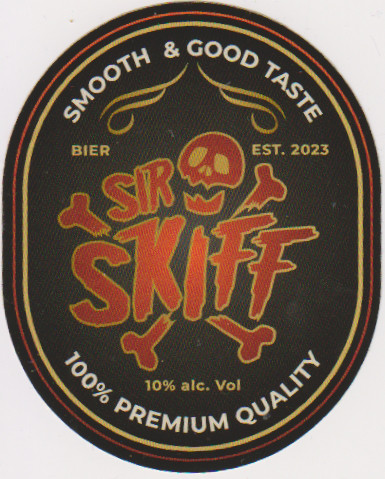 SMOOTH & GOOD TASTE
BIER
EST. 2023
SIR
SKIFF
10% alc. Vol
100% PREMIUM QUALITY